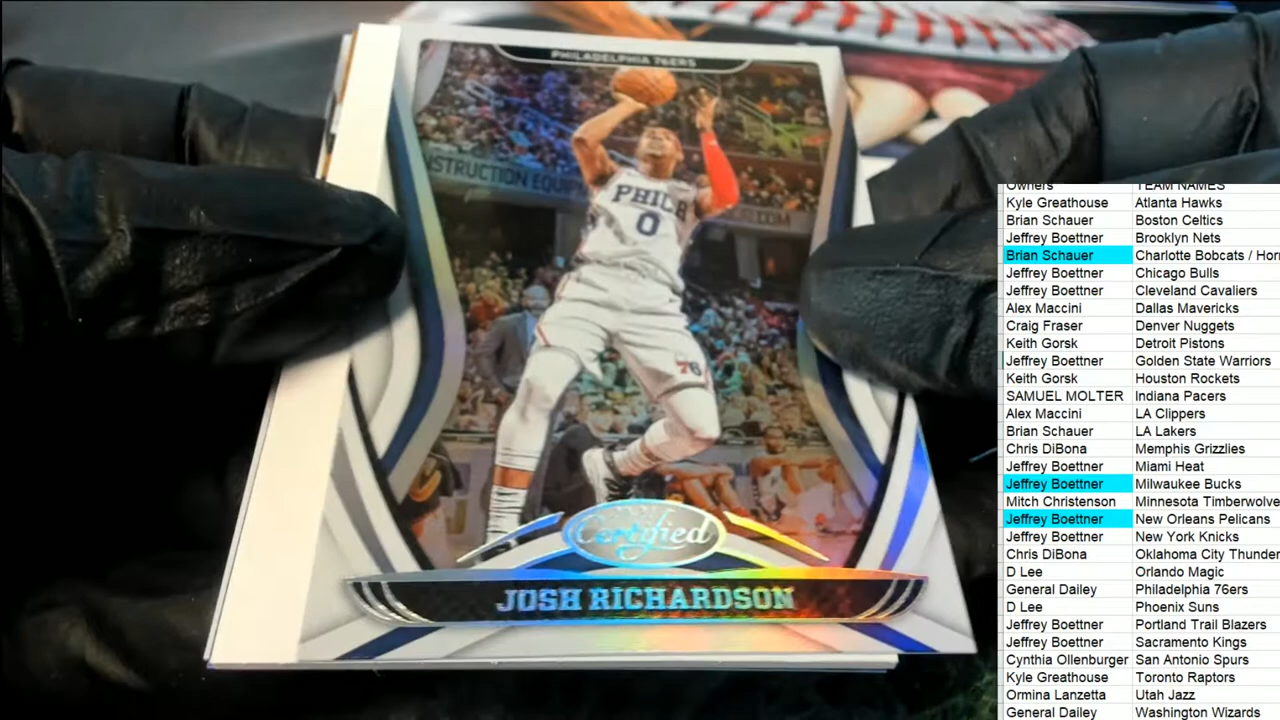 PHILADELPHIA 76ERS
NSTRUCTION EQUIP
PHILA
0
76
Certified
JOSH RICHARDSON
Owners TEAM NAMES
Kyle Greathouse Atlanta Hawks
Brian Schauer Boston Celtics
Jeffrey Boettner Brooklyn Nets
Brian Schauer Charlotte Bobcats / Horn
Jeffrey Boettner Chicago Bulls
Jeffrey Boettner Cleveland Cavaliers
Alex Maccini Dallas Mavericks
Craig Fraser Denver Nuggets
Keith Gorsk Detroit Pistons
Jeffrey Boettner Golden State Warriors
Keith Gorsk Houston Rockets
SAMUEL MOLTER Indiana Pacers
Alex Maccini LA Clippers
Brian Schauer LA Lakers
Chris DiBona Memphis Grizzlies
Jeffrey Boettner Miami Heat
Jeffrey Boettner Milwaukee Bucks
Mitch Christenson Minnesota Timberwolve
Jeffrey Boettner New Orleans Pelicans
Jeffrey Boettner New York Knicks
Chris DiBona Oklahoma City Thunder
D Lee Orlando Magic
General Dailey Philadelphia 76ers
D Lee Phoenix Suns
Jeffrey Boettner Portland Trail Blazers
Jeffrey Boettner Sacramento Kings
Cynthia Ollenburger San Antonio Spurs
Kyle Greathouse Toronto Raptors
Ormina Lanzetta Utah Jazz
General Dailey Washington Wizards